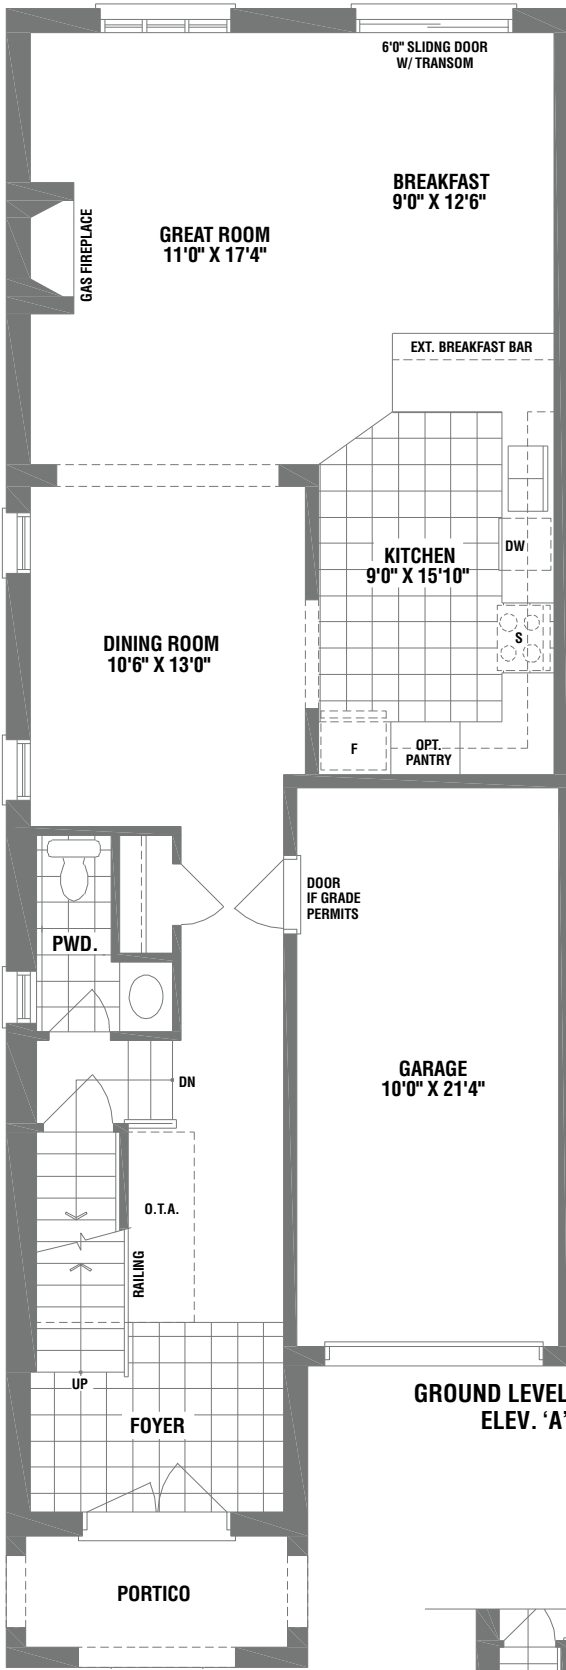 6'0" SLIDNG DOOR
W/ TRANSOM
BREAKFAST
9'0" X 12'6"
GREAT ROOM
11'0" X 17'4"
GAS FIREPLACE
EXT. BREAKFAST BAR
KITCHEN
9'0" X 15'10"
DW
S
DINING ROOM
10'6" X 13'0"
F
OPT.
PANTRY
DOOR
IF GRADE
PERMITS
PWD.
GARAGE
10'0" X 21'4"
DN
O.T.A.
RAILING
UP
GROUND LEVEL
ELEV. ‘A’
FOYER
PORTICO